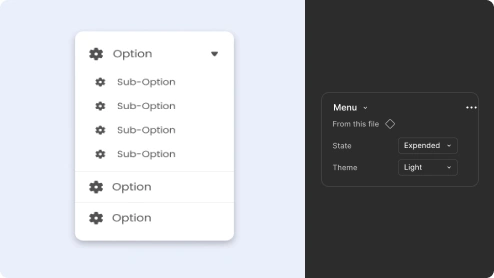 Option
Sub-Option
Sub-Option
Sub-Option
Sub-Option
Option
Option
Menu
From this file
State
Expended
Theme
Light